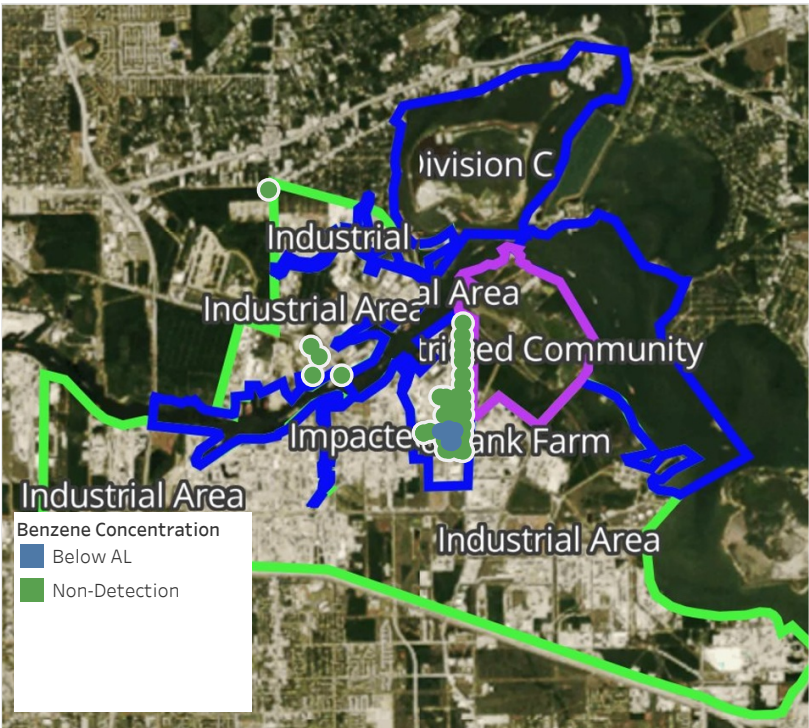 Division C
Industrial
al Area
Industrial Area
tricted Community
Impacted Tank Farm
Industrial Area
Industrial Area
Benzene Concentration
Below AL
Non-Detection